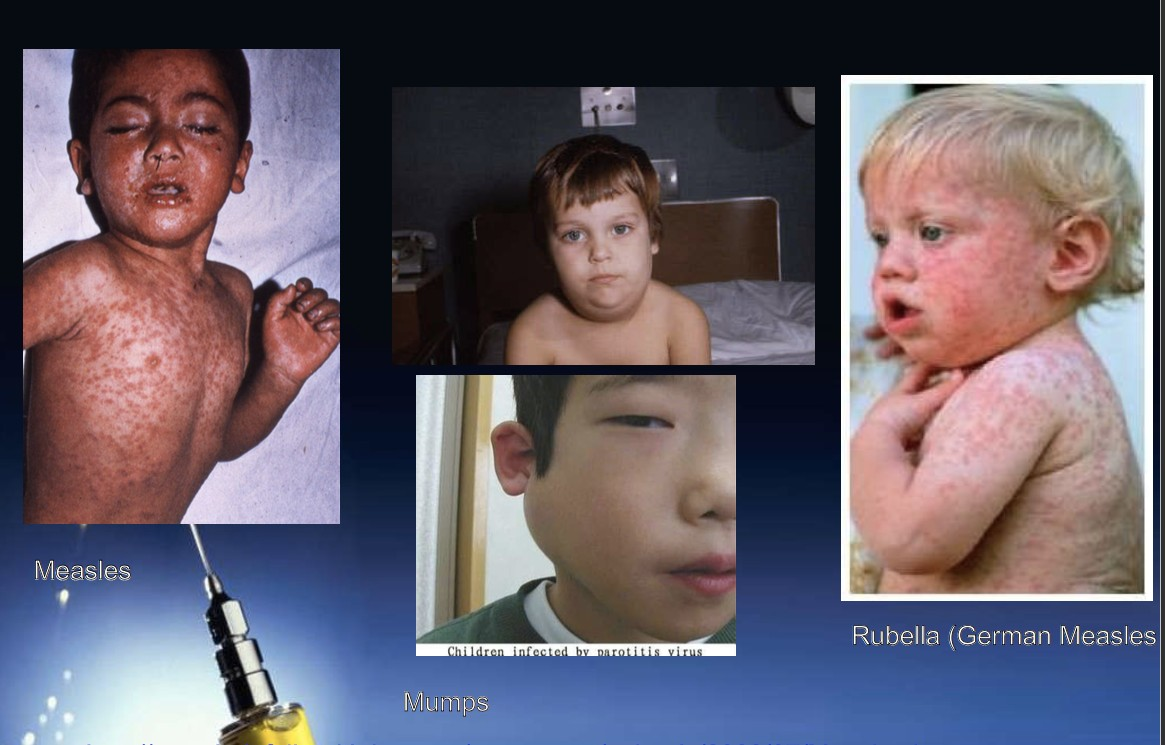 Measles
Children infected by parotitis virus
Rubella (German Measles
Mumps